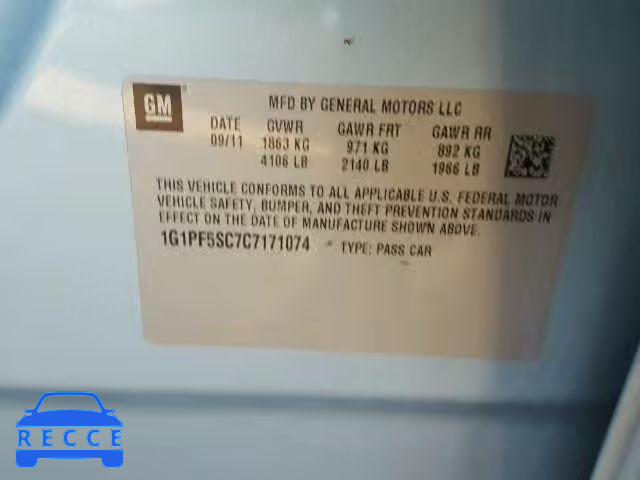 GM
MFD BY GENERAL MOTORS LLC
DATE GVWR GAWR FRT GAWR RR
09/11 1863 KG 971 KG 892 KG
4106 LB 2140 LB 1966 LB
THIS VEHICLE CONFORMS TO ALL APPLICABLE U.S. FEDERAL MOTOR
VEHICLE SAFETY, BUMPER, AND THEFT PREVENTION STANDARDS IN
EFFECT ON THE DATE OF MANUFACTURE SHOWN ABOVE.
1G1PF5SC7C7171074 TYPE: PASS CAR
RECCE